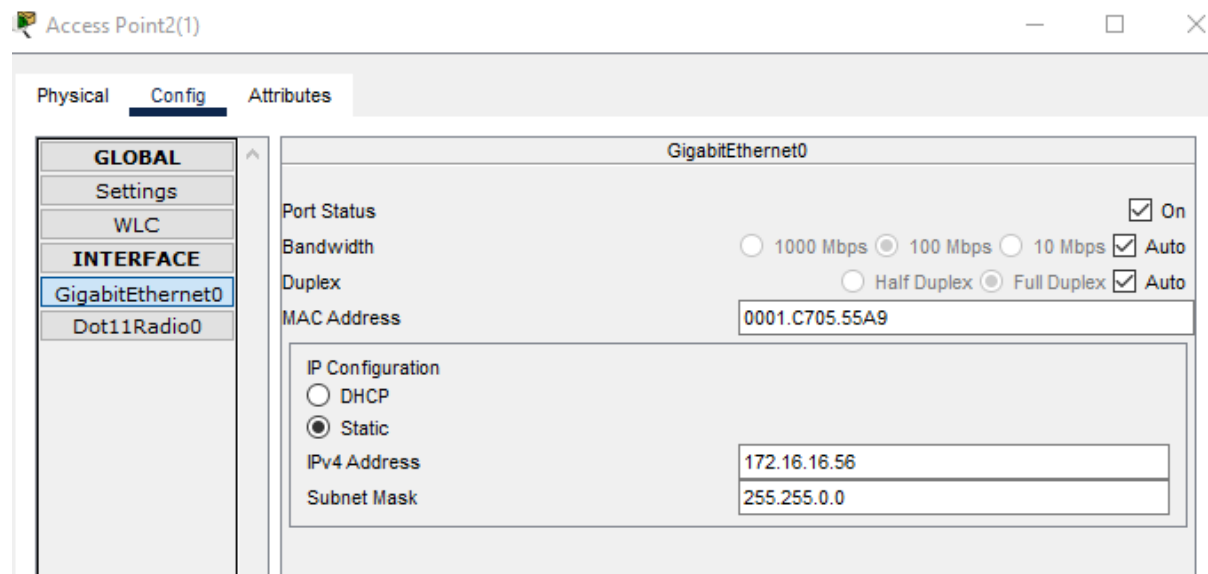 Access Point2(1)
Physical Config Attributes
GLOBAL
Settings
WLC
INTERFACE
GigabitEthernet0
Dot11Radio0
GigabitEthernet0
Port Status On
Bandwidth 1000 Mbps 100 Mbps 10 Mbps Auto
Duplex Half Duplex Full Duplex Auto
MAC Address 0001.C705.55A9
IP Configuration
DHCP
Static
IPv4 Address 172.16.16.56
Subnet Mask 255.255.0.0